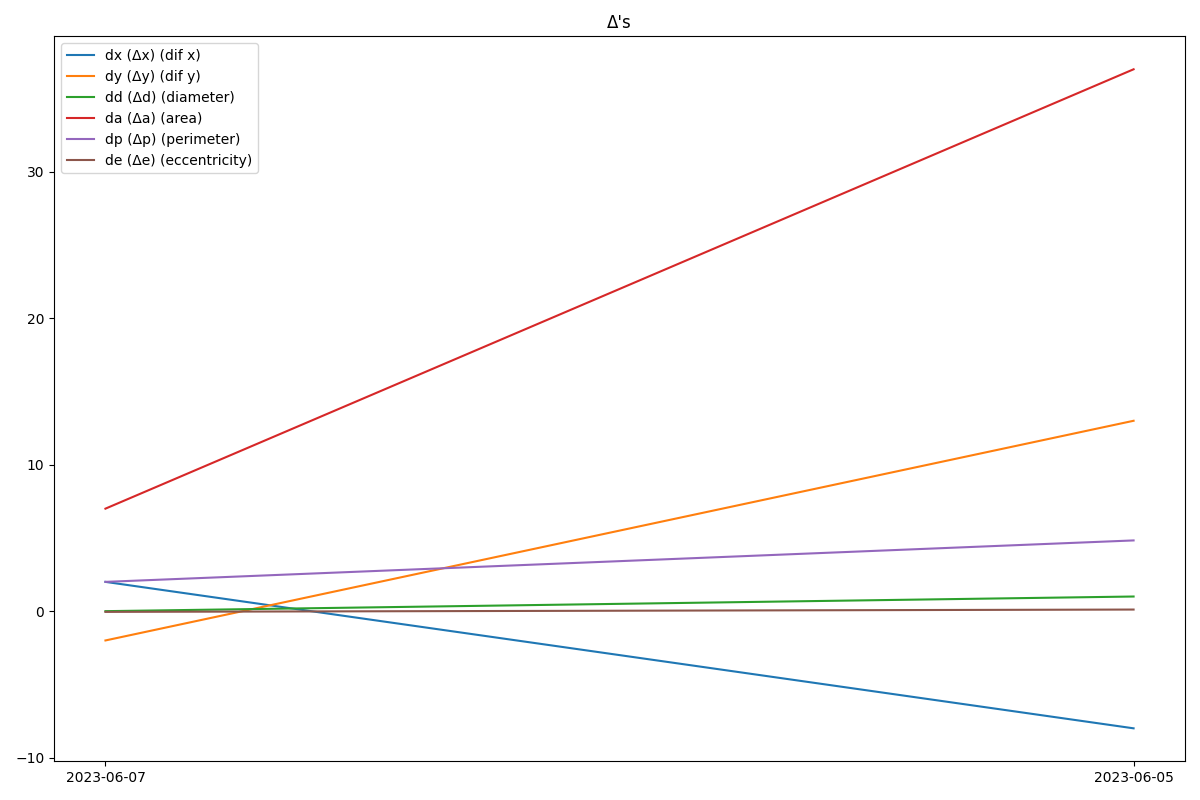 Δ's
dx (Δx) (dif x)
dy (Δy) (dif y)
dd (Δd) (diameter)
da (Δa) (area)
dp (Δp) (perimeter)
de (Δe) (eccentricity)
30
20
10
0
−10
2023-06-07 2023-06-05